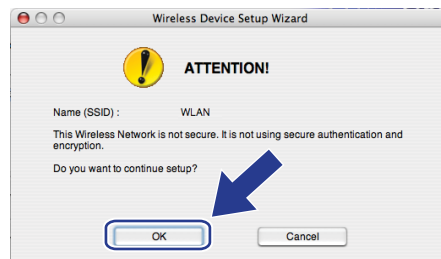 Wireless Device Setup Wizard
ATTENTION!
Name (SSID) : WLAN
This Wireless Network is not secure. It is not using secure authentication and
encryption.
Do you want to continue setup?
OK Cancel